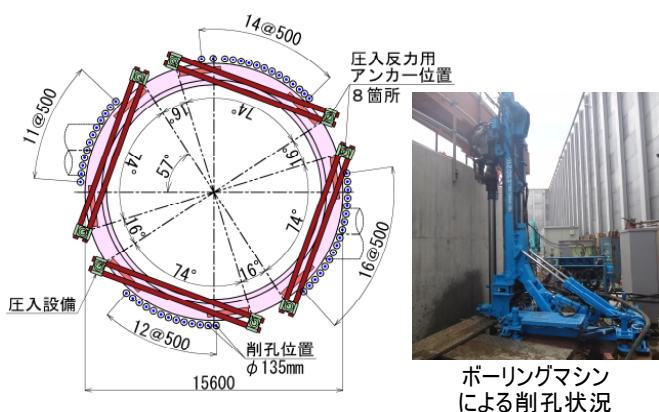 14@500
圧入反力用
アンカー位置
8箇所
11@500
16°
74°
16°
57°
74°
74°
16°
16°
74°
16@500
圧入設備
12@500
削孔位置
φ135mm
15600
ボーリングマシン
による削孔状況